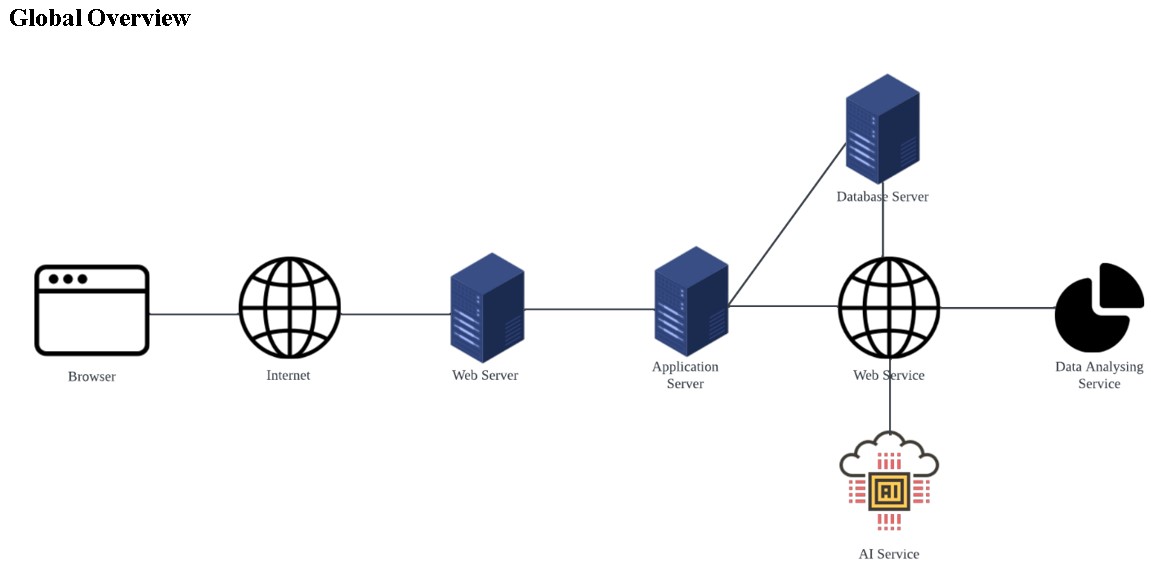 Global Overview
Database Server
Browser
Internet
Web Server
Application
Server
Web Service
Data Analysing
Service
AI
AI Service